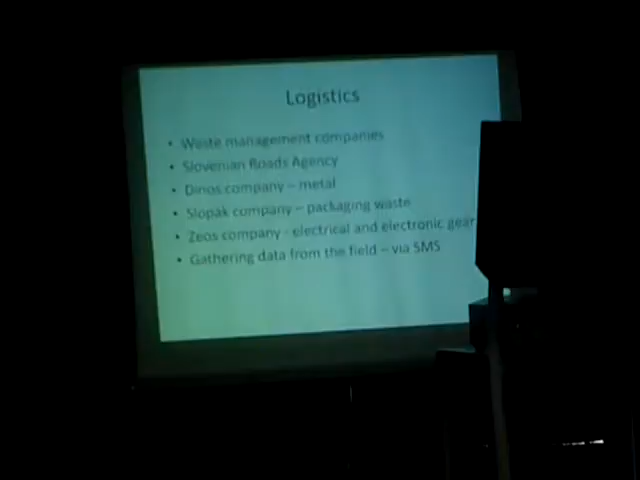 Logistics
• Waste management companies
• Slovenian Roads Agency
• Dinos company – metal
• Slopak company – packaging waste
• Zeos company - electrical and electronic gear
• Gathering data from the field – via SMS